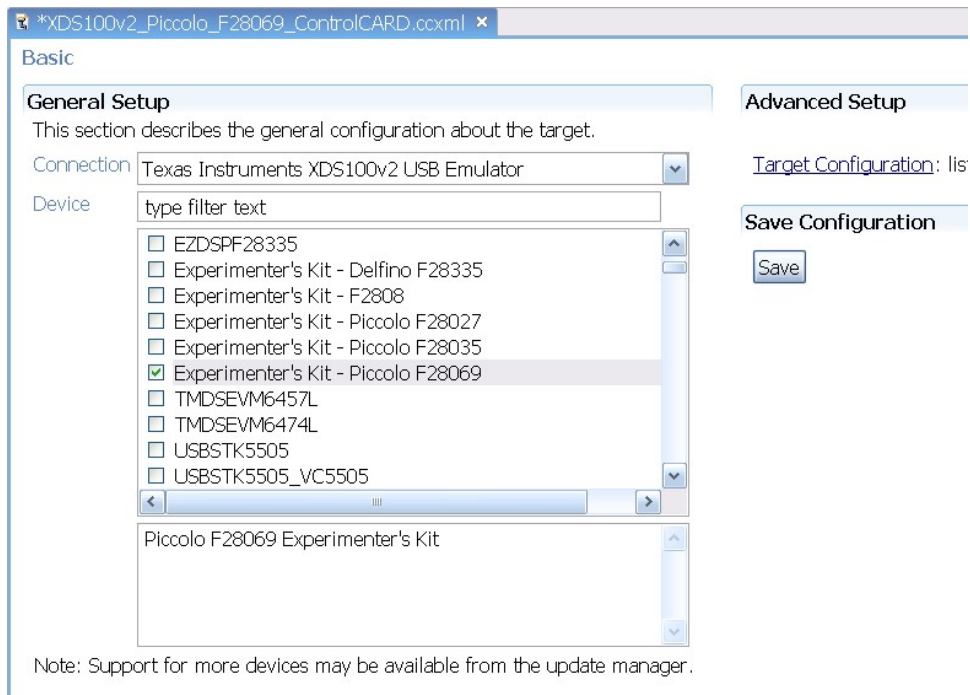 *XDS100v2_Piccolo_F28069_ControlCARD.ccxml
Basic
General Setup
This section describes the general configuration about the target.
Connection Texas Instruments XDS100v2 USB Emulator
Device type filter text
EZDSPF28335
Experimenter's Kit - Delfino F28335
Experimenter's Kit - F2808
Experimenter's Kit - Piccolo F28027
Experimenter's Kit - Piccolo F28035
Experimenter's Kit - Piccolo F28069
TMDSEVM6457L
TMDSEVM6474L
USBSTK5505
USBSTK5505_VC5505
Piccolo F28069 Experimenter's Kit
Note: Support for more devices may be available from the update manager.
Advanced Setup
Target Configuration: lis
Save Configuration
Save